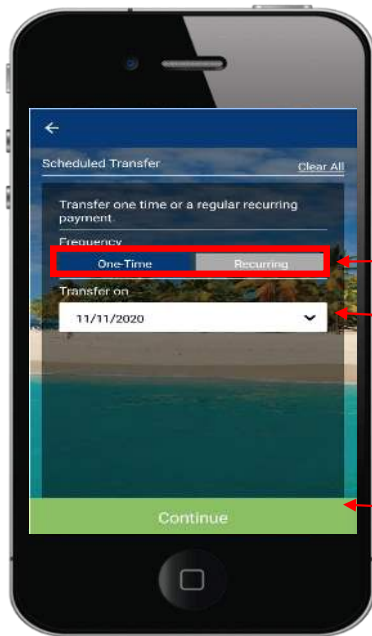 Scheduled Transfer
Clear All
Transfer one time or a regular recurring
payment.
Frequency
One-Time Recurring
Transfer on
11/11/2020
Continue